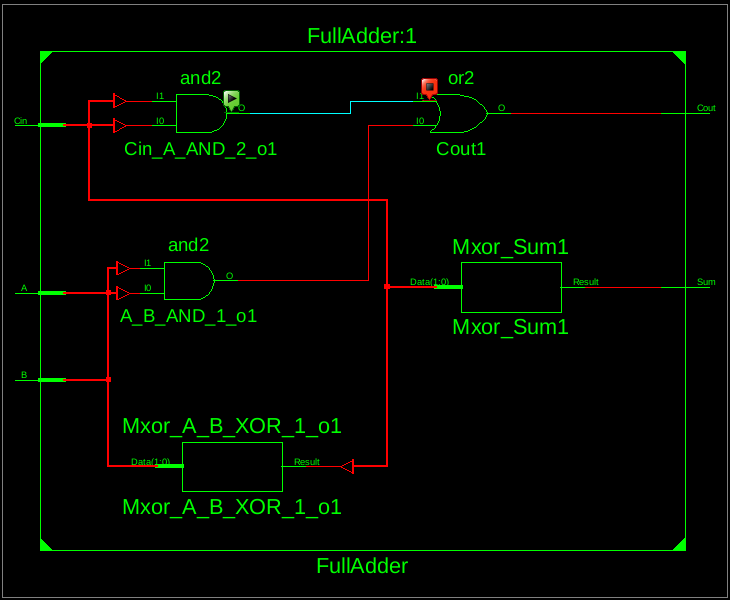 FullAdder:1
and2
or2
I1
O
I1
O
Cout
Cin
I0
I0
Cin_A_AND_2_o1
Cout1
and2
Mxor_Sum1
I1
O
A
I0
Data(1:0)
Result
Sum
A_B_AND_1_o1
Mxor_Sum1
B
Mxor_A_B_XOR_1_o1
Data(1:0)
Result
Mxor_A_B_XOR_1_o1
FullAdder